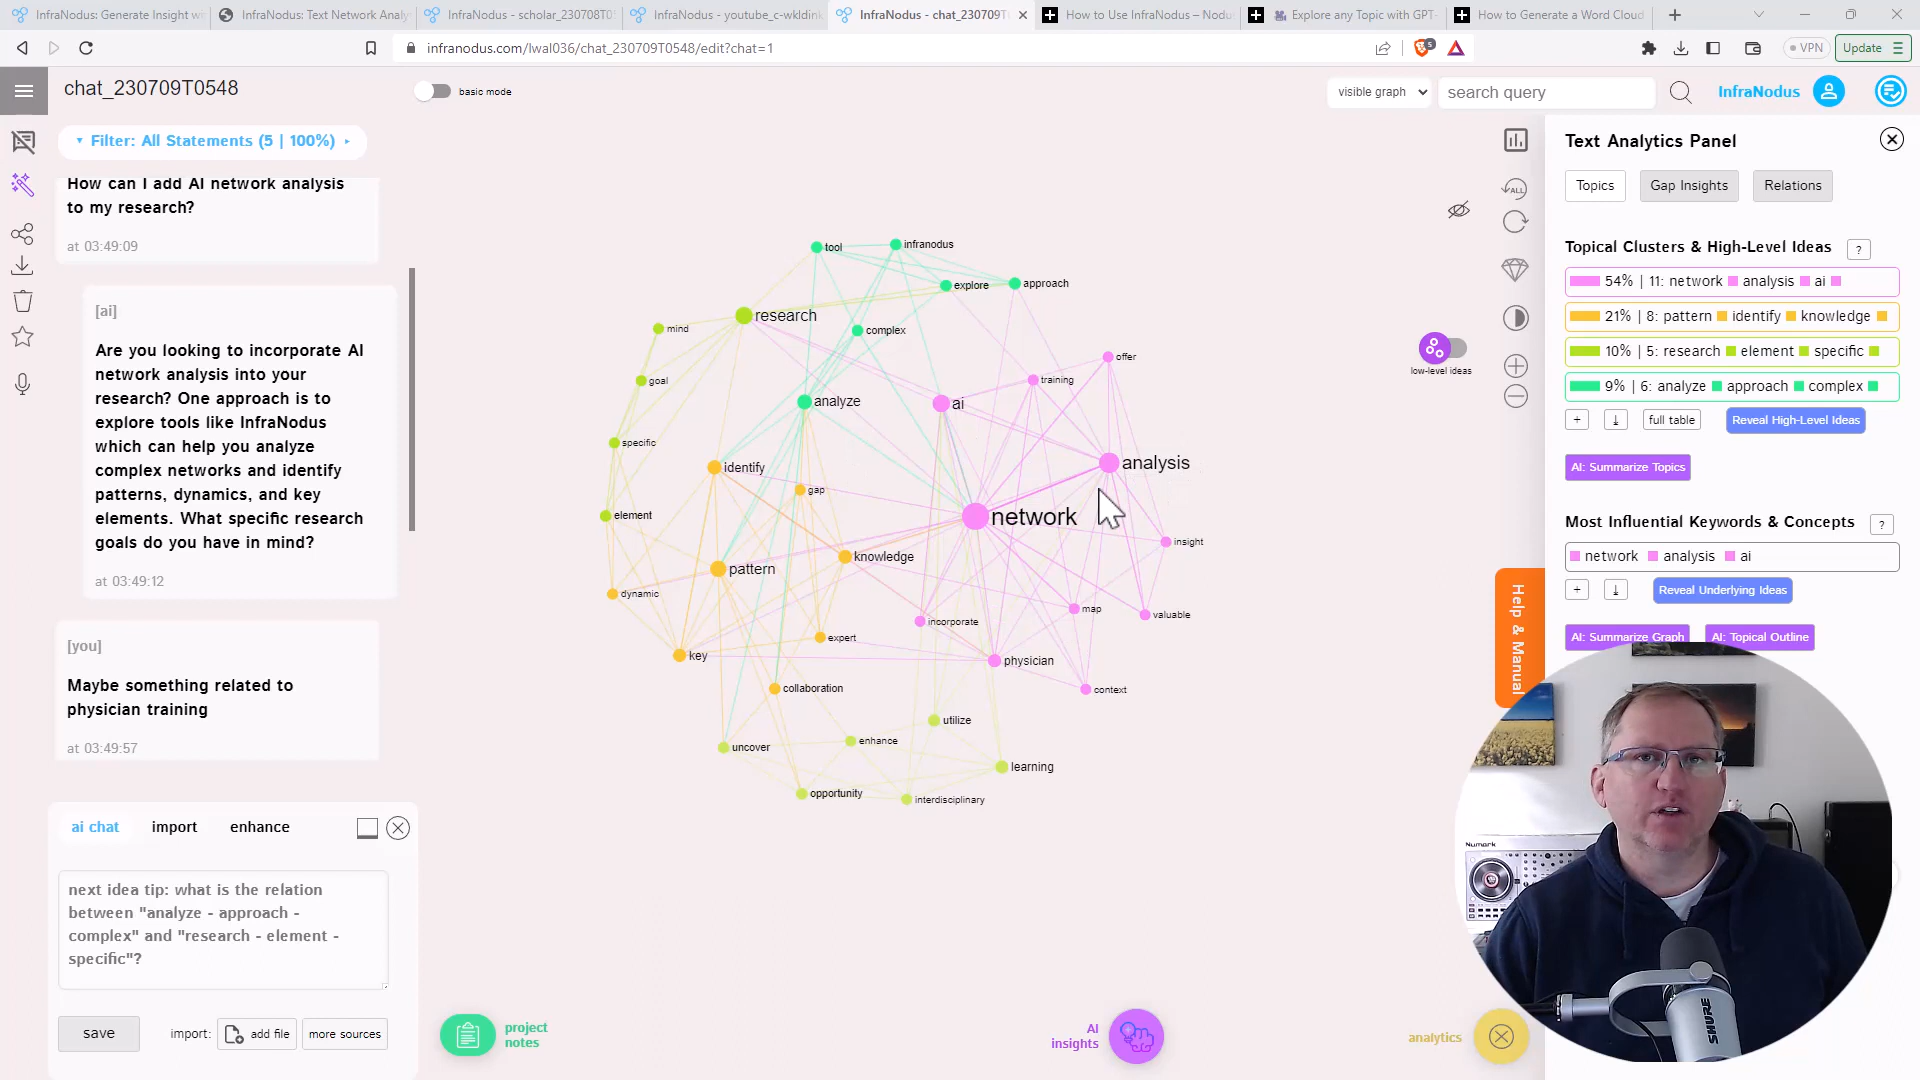 InfraNodus: Generate Insight wi
InfraNodus: Text Network Analy
InfraNodus - scholar_230708T05
InfraNodus - youtube_c-wkldink
InfraNodus - chat_230709T0
How to Use InfraNodus – Nodus
Explore any Topic with GPT-
How to Generate a Word Cloud
infranodus.com/lwal036/chat_230709T0548/edit?chat=1
5
VPN
Update
chat_230709T0548
basic mode
visible graph
search query
InfraNodus
Filter: All Statements (5 | 100%)
How can I add AI network analysis
to my research?
at 03:49:09
[ai]
Are you looking to incorporate AI
network analysis into your
research? One approach is to
explore tools like InfraNodus
which can help you analyze
complex networks and identify
patterns, dynamics, and key
elements. What specific research
goals do you have in mind?
at 03:49:12
[you]
Maybe something related to
physician training
at 03:49:57
ai chat
import
enhance
next idea tip: what is the relation
between "analyze - approach -
complex" and "research - element -
specific"?
save
import:
add file
more sources
tool
infranodus
explore
approach
research
mind
complex
offer
goal
training
analyze
ai
specific
analysis
identify
gap
element
network
insight
knowledge
pattern
dynamic
map
valuable
incorporate
expert
key
physician
collaboration
context
utilize
uncover
enhance
learning
opportunity
interdisciplinary
project
notes
AI
insights
analytics
ALL
low-level ideas
Help & Manual
Text Analytics Panel
Topics
Gap Insights
Relations
Topical Clusters & High-Level Ideas
?
54% | 11: network analysis ai
21% | 8: pattern identify knowledge
10% | 5: research element specific
9% | 6: analyze approach complex
+
full table
Reveal High-Level Ideas
AI: Summarize Topics
Most Influential Keywords & Concepts
?
network analysis ai
+
Reveal Underlying Ideas
AI: Summarize Graph
AI: Topical Outline
Numark
SHURE